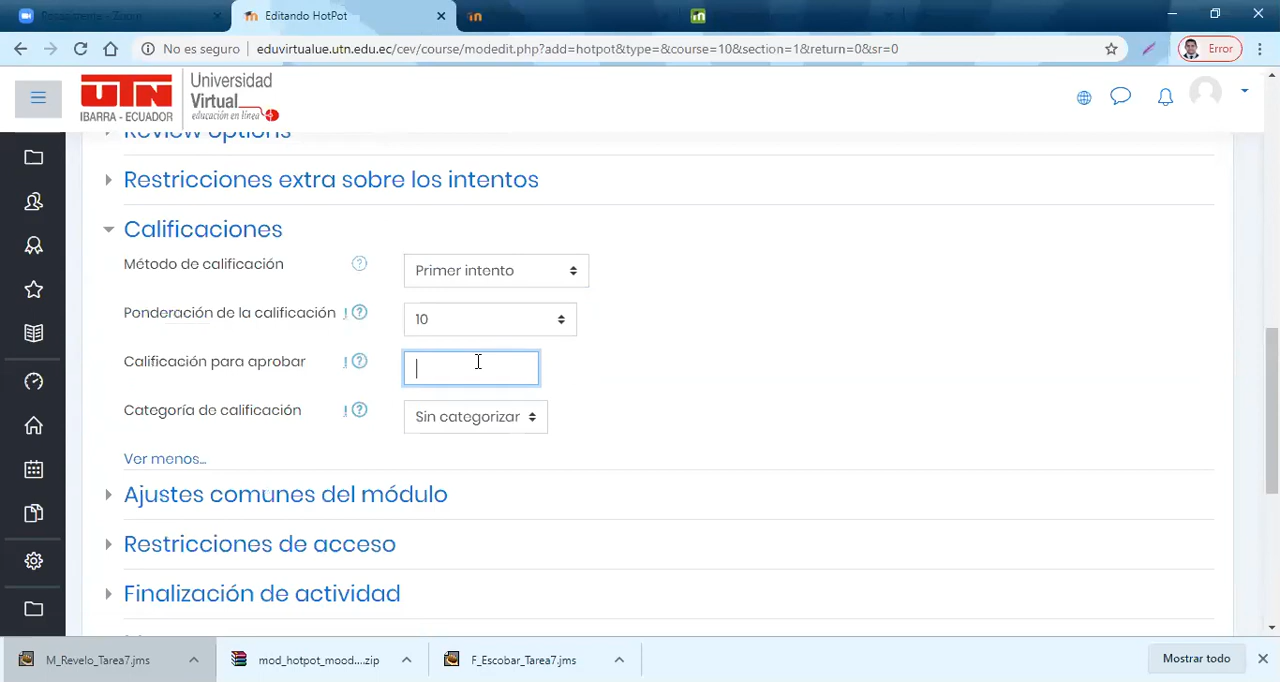 Editando HotPot
No es seguro
eduvirtualue.utn.edu.ec/cev/course/modedit.php?add=hotpot&type=&course=10&section=1&return=0&sr=0
Error
UTN
IBARRA - ECUADOR
Universidad
Virtual
educación en línea
Review options
Restricciones extra sobre los intentos
Calificaciones
Método de calificación
Primer intento
Ponderación de la calificación
10
Calificación para aprobar
Categoría de calificación
Sin categorizar
Ver menos...
Ajustes comunes del módulo
Restricciones de acceso
Finalización de actividad
M_Revelo_Tarea7.jms
mod_hotpot_mood....zip
F_Escobar_Tarea7.jms
Mostrar todo